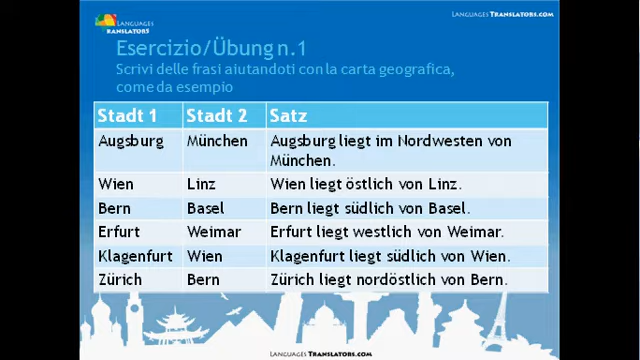 LANGUAGES
TRANSLATORS
LANGUAGES TRANSLATORS.COM
Esercizio/Übung n.1
Scrivi delle frasi aiutandoti con la carta geografica,
come da esempio
Stadt 1 Stadt 2 Satz
Augsburg München Augsburg liegt im Nordwesten von
München.
Wien Linz Wien liegt östlich von Linz.
Bern Basel Bern liegt südlich von Basel.
Erfurt Weimar Erfurt liegt westlich von Weimar.
Klagenfurt Wien Klagenfurt liegt südlich von Wien.
Zürich Bern Zürich liegt nordöstlich von Bern.
LANGUAGES TRANSLATORS.COM